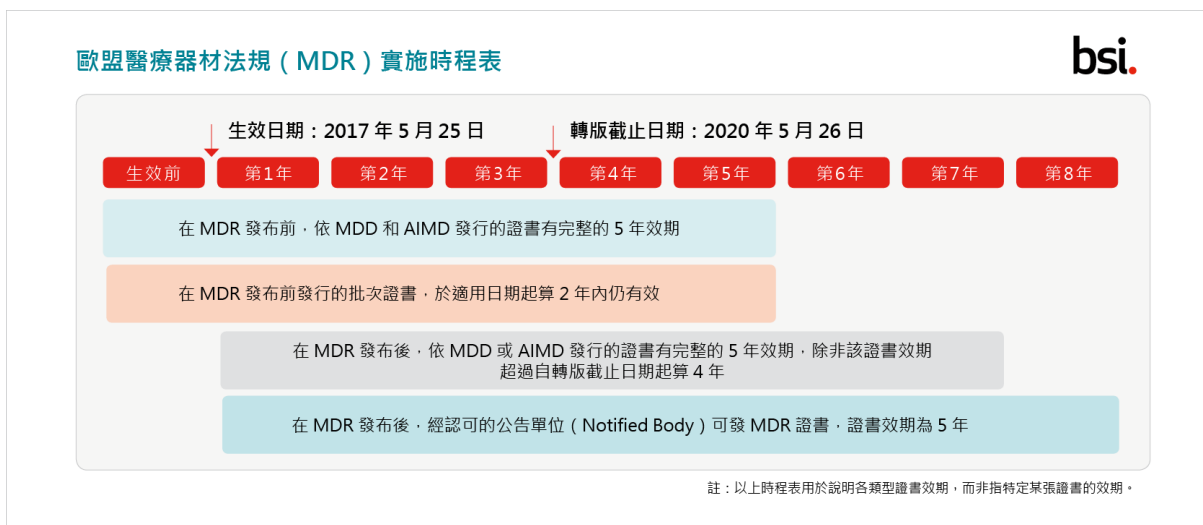 歐盟醫療器材法規（MDR）實施時程表
bsi.
生效日期：2017 年 5 月 25 日
轉版截止日期：2020 年 5 月 26 日
生效前
第1年
第2年
第3年
第4年
第5年
第6年
第7年
第8年
在 MDR 發布前，依 MDD 和 AIMD 發行的證書有完整的 5 年效期
在 MDR 發布前發行的批次證書，於適用日期起算 2 年內仍有效
在 MDR 發布後，依 MDD 或 AIMD 發行的證書有完整的 5 年效期，除非該證書效期
超過自轉版截止日期起算 4 年
在 MDR 發布後，經認可的公告單位（Notified Body）可發 MDR 證書，證書效期為 5 年
註：以上時程表用於說明各類型證書效期，而非指特定某張證書的效期。